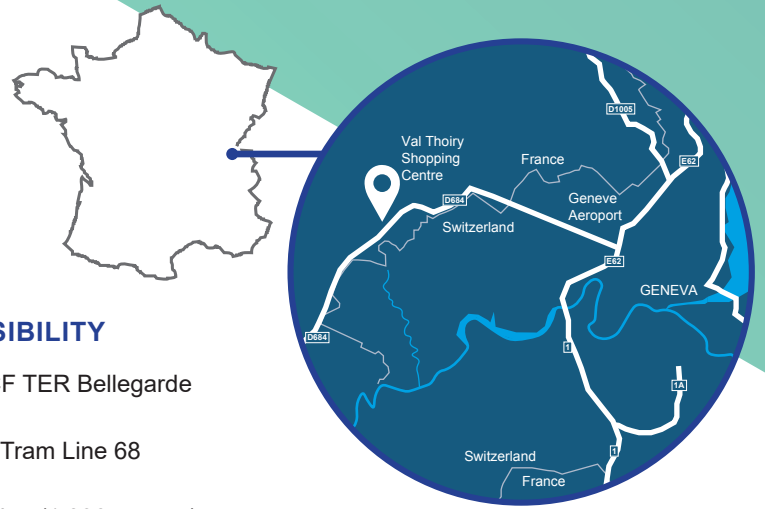 D1005
Val Thoiry
Shopping
Centre
France
E62
D684
Geneve
Aeroport
Switzerland
E62
GENEVA
SIBILITY
D684
1
TER Bellegarde
1A
Tram Line 68
1
Switzerland
France